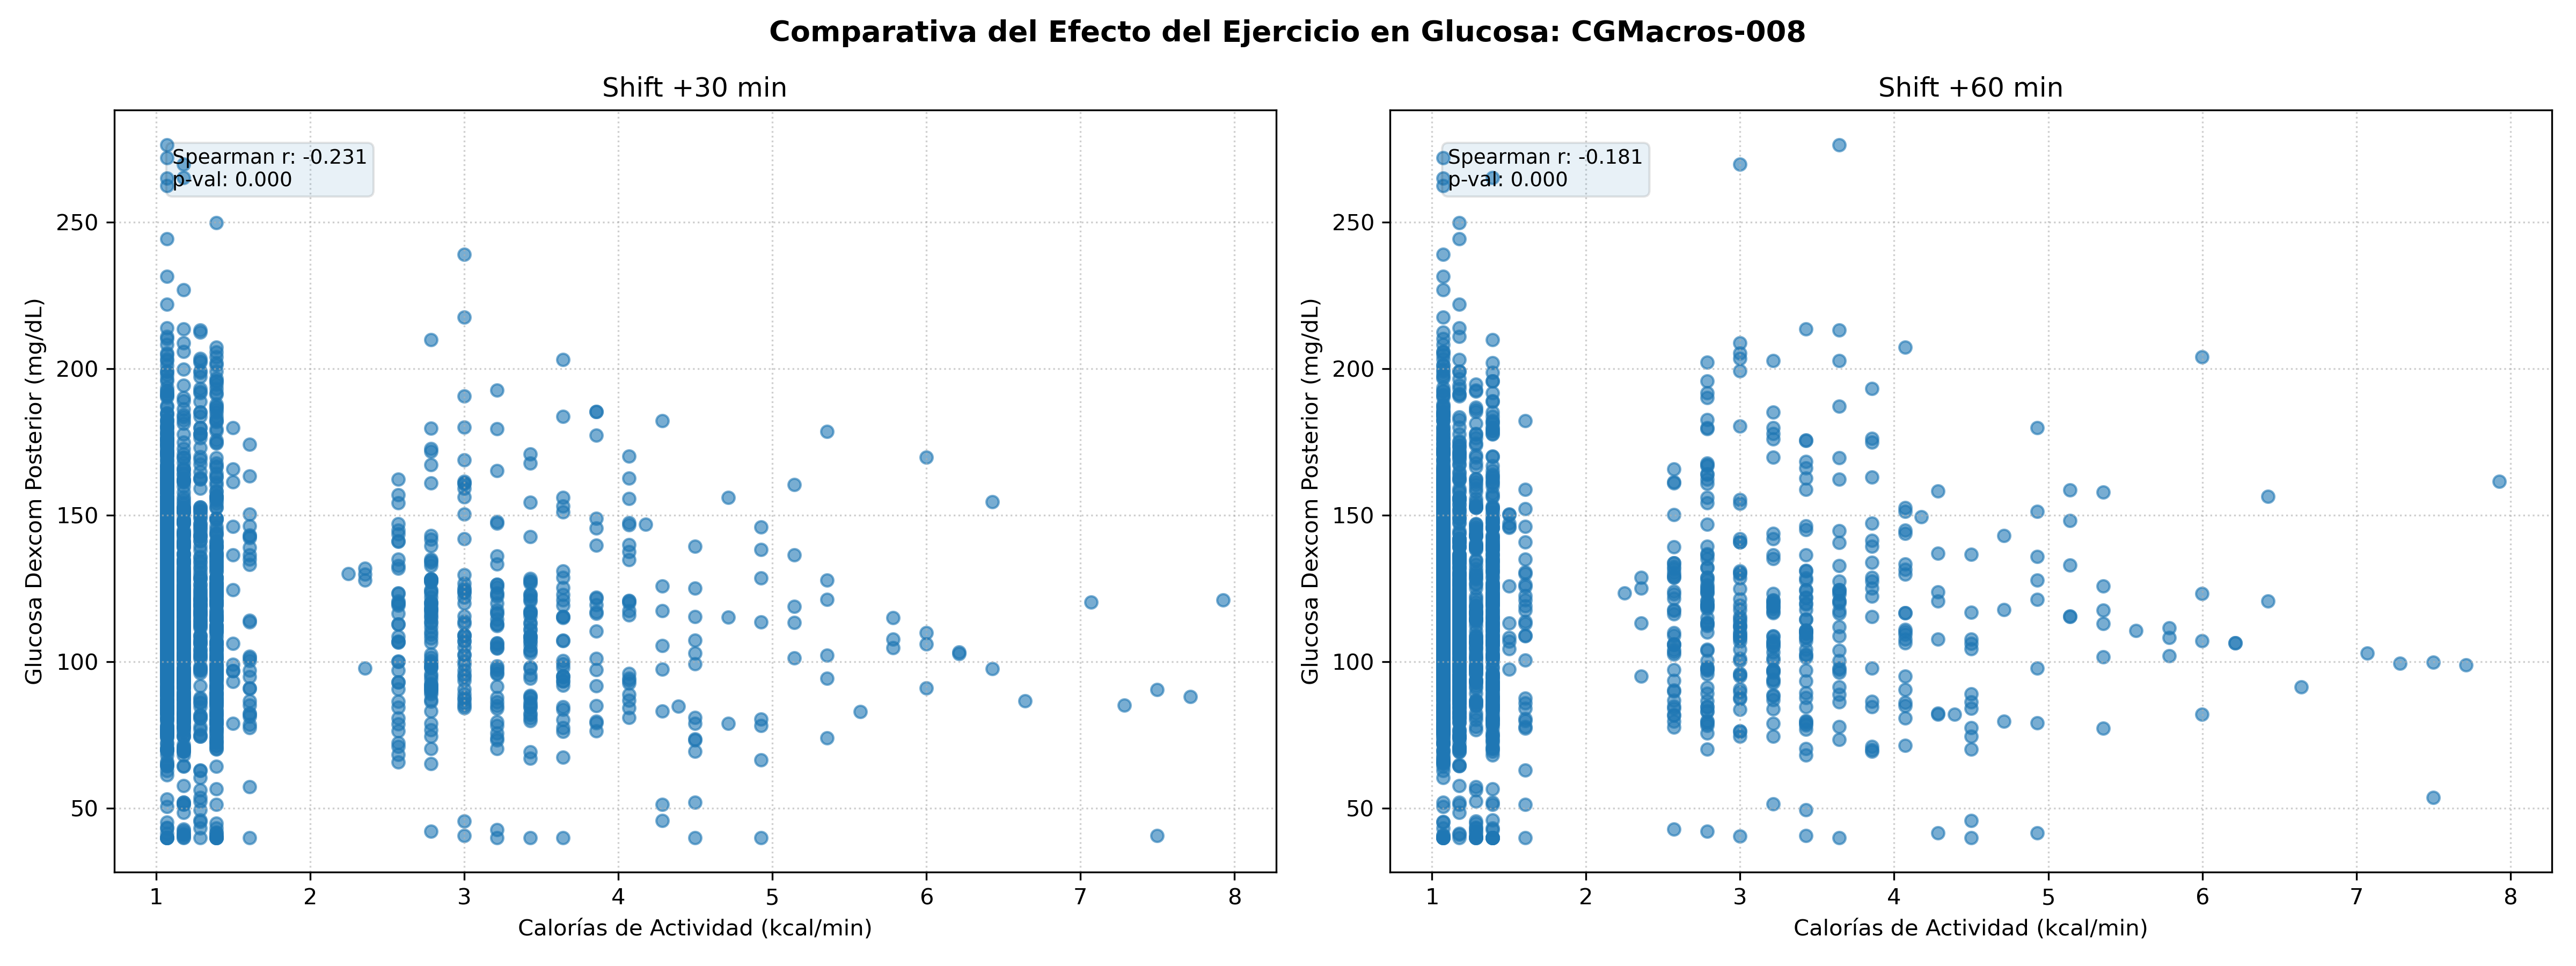 Comparativa del Efecto del Ejercicio en Glucosa: CGMacros-008
Shift +30 min
Spearman r: -0.231
p-val: 0.000
250
200
150
100
50
Glucosa Dexcom Posterior (mg/dL)
1 2 3 4 5 6 7 8
Calorías de Actividad (kcal/min)
Shift +60 min
Spearman r: -0.181
p-val: 0.000
250
200
150
100
50
Glucosa Dexcom Posterior (mg/dL)
1 2 3 4 5 6 7 8
Calorías de Actividad (kcal/min)